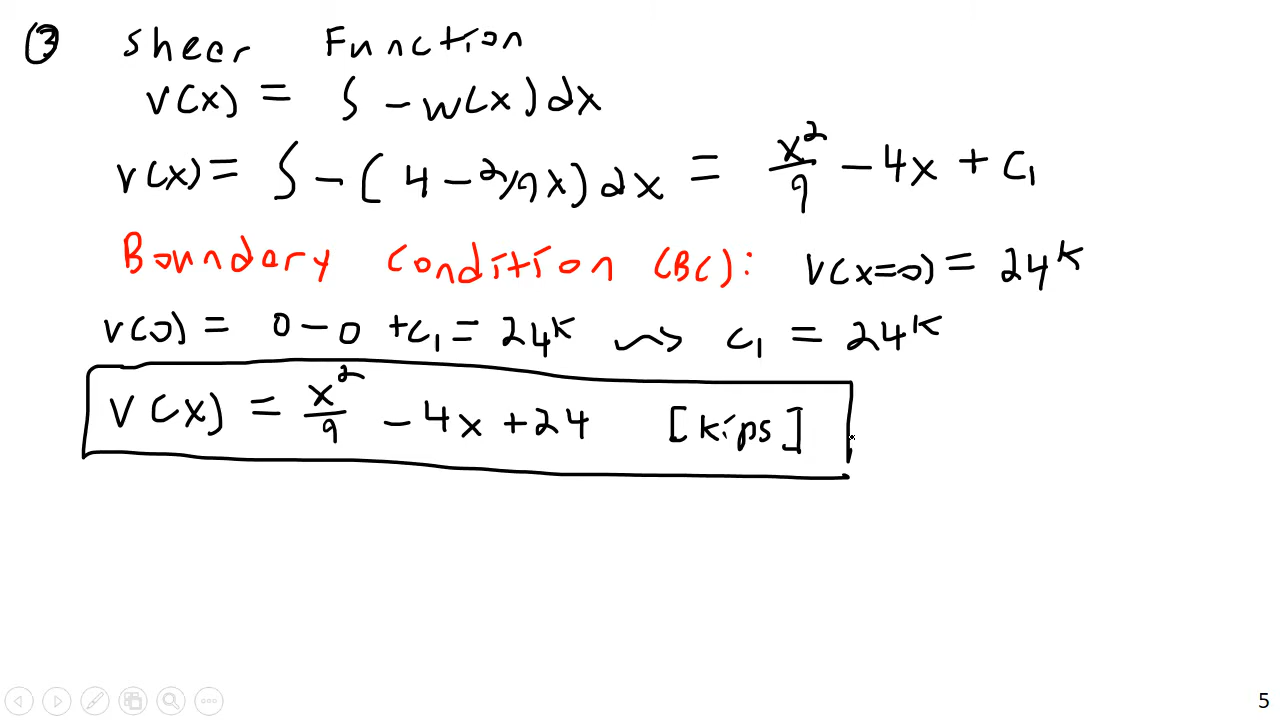 ③ Shear Function
V(x) = ∫ -w(x) dx
V(x) = ∫ -(4 - 2/9x) dx = x²/9 - 4x + C₁
Boundary Condition (BC): V(x=0) = 24ᵏ
V(0) = 0 - 0 + C₁ = 24ᵏ ⇝ C₁ = 24ᵏ
V(x) = x²/9 - 4x + 24 [kips]
5